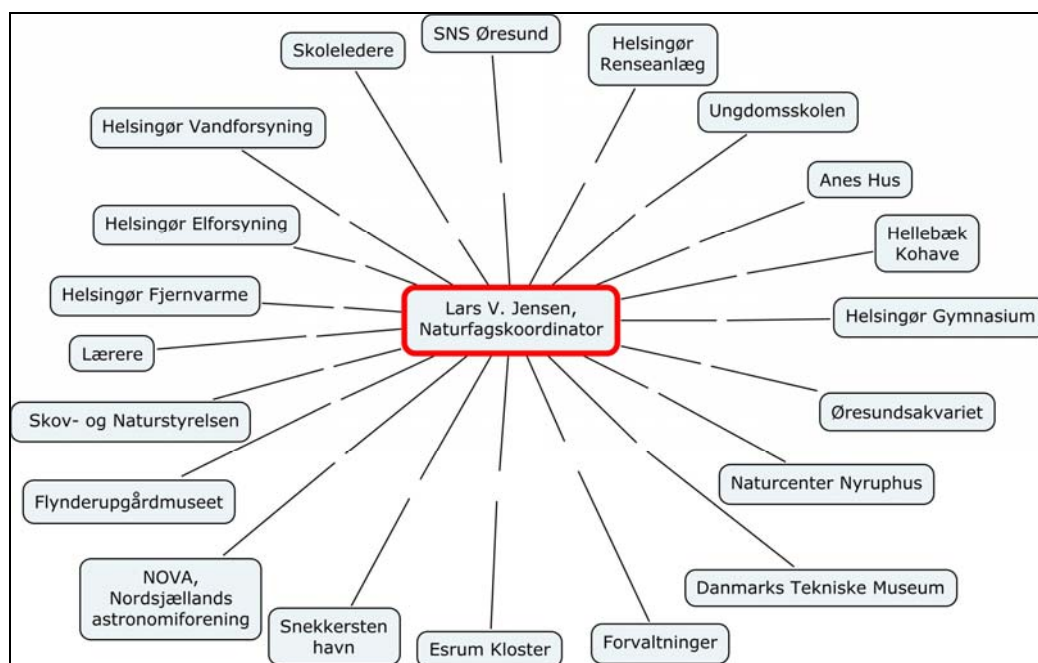 SNS Øresund
Skoleledere
Helsingør
Renseanlæg
Helsingør Vandforsyning
Ungdomsskolen
Anes Hus
Helsingør Elforsyning
Hellebæk
Kohave
Helsingør Fjernvarme
Lars V. Jensen,
Naturfagskoordinator
Helsingør Gymnasium
Lærere
Skov- og Naturstyrelsen
Øresundsakvariet
Flynderupgårdmuseet
Naturcenter Nyruphus
NOVA,
Nordsjællands
astronomiforening
Danmarks Tekniske Museum
Snekkersten
havn
Esrum Kloster
Forvaltninger